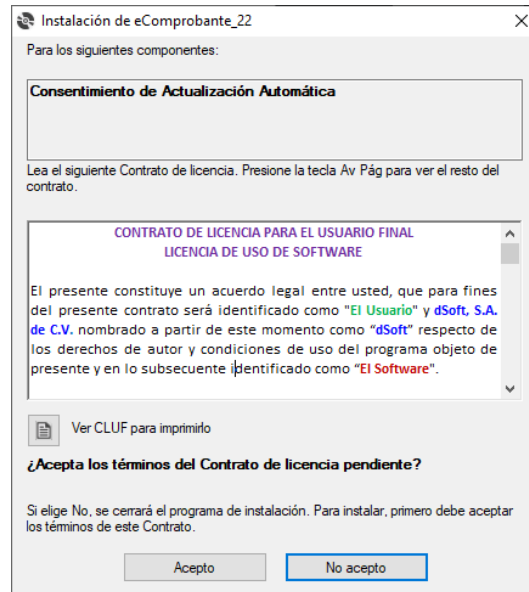 Instalación de eComprobante_22
Para los siguientes componentes:
Consentimiento de Actualización Automática
Lea el siguiente Contrato de licencia. Presione la tecla Av Pág para ver el resto del
contrato.
CONTRATO DE LICENCIA PARA EL USUARIO FINAL
LICENCIA DE USO DE SOFTWARE
El presente constituye un acuerdo legal entre usted, que para fines
del presente contrato será identificado como "El Usuario" y dSoft, S.A.
de C.V. nombrado a partir de este momento como “dSoft” respecto de
los derechos de autor y condiciones de uso del programa objeto de
presente y en lo subsecuente identificado como “El Software".
Ver CLUF para imprimirlo
¿Acepta los términos del Contrato de licencia pendiente?
Si elige No, se cerrará el programa de instalación. Para instalar, primero debe aceptar
los términos de este Contrato.
Acepto
No acepto